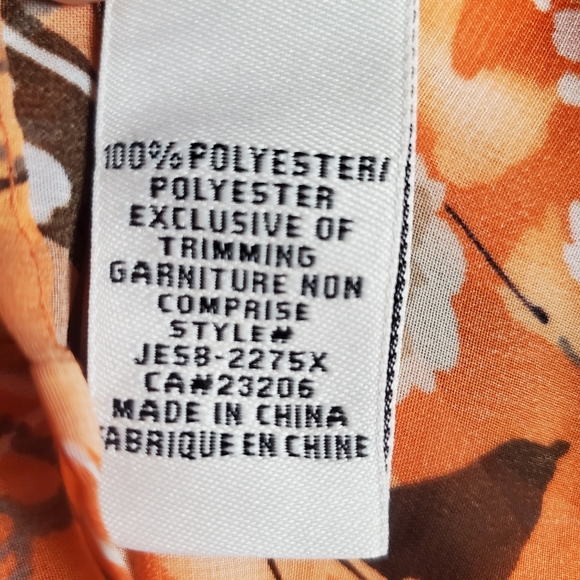 100% POLYESTER/
POLYESTER
EXCLUSIVE OF
TRIMMING
GARNITURE NON
COMPRISE
STYLE#
JES8-2275X
CA#23206
MADE IN CHINA
FABRIQUE EN CHINE